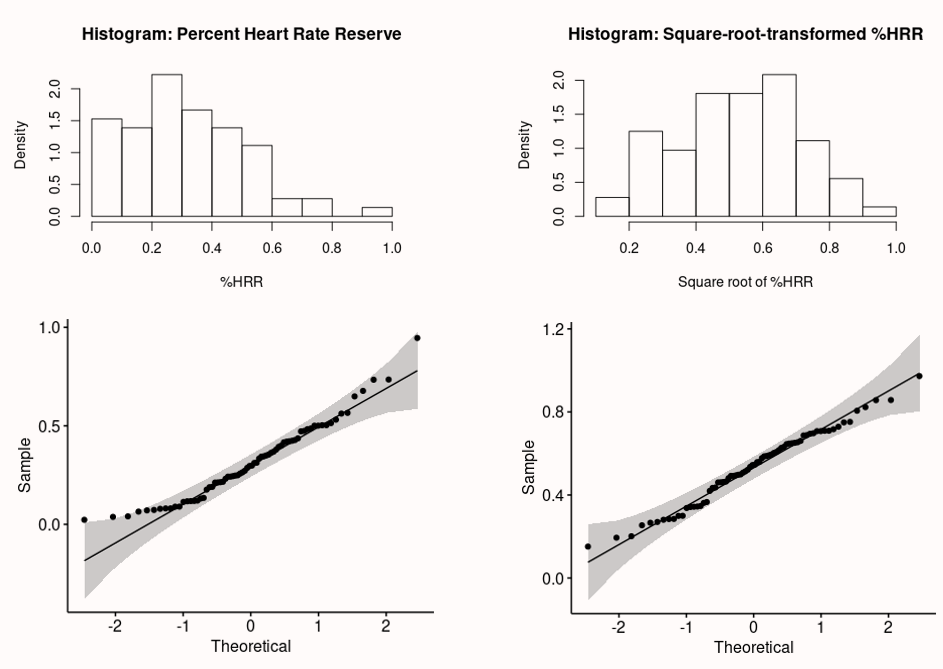 Histogram: Percent Heart Rate Reserve
Density
0.0 0.5 1.0 1.5 2.0
0.0 0.2 0.4 0.6 0.8 1.0
%HRR
Histogram: Square-root-transformed %HRR
Density
0.0 0.5 1.0 1.5 2.0
0.2 0.4 0.6 0.8 1.0
Square root of %HRR
Sample
1.0
0.5
0.0
-2 -1 0 1 2
Theoretical
Sample
1.2
0.8
0.4
0.0
-2 -1 0 1 2
Theoretical